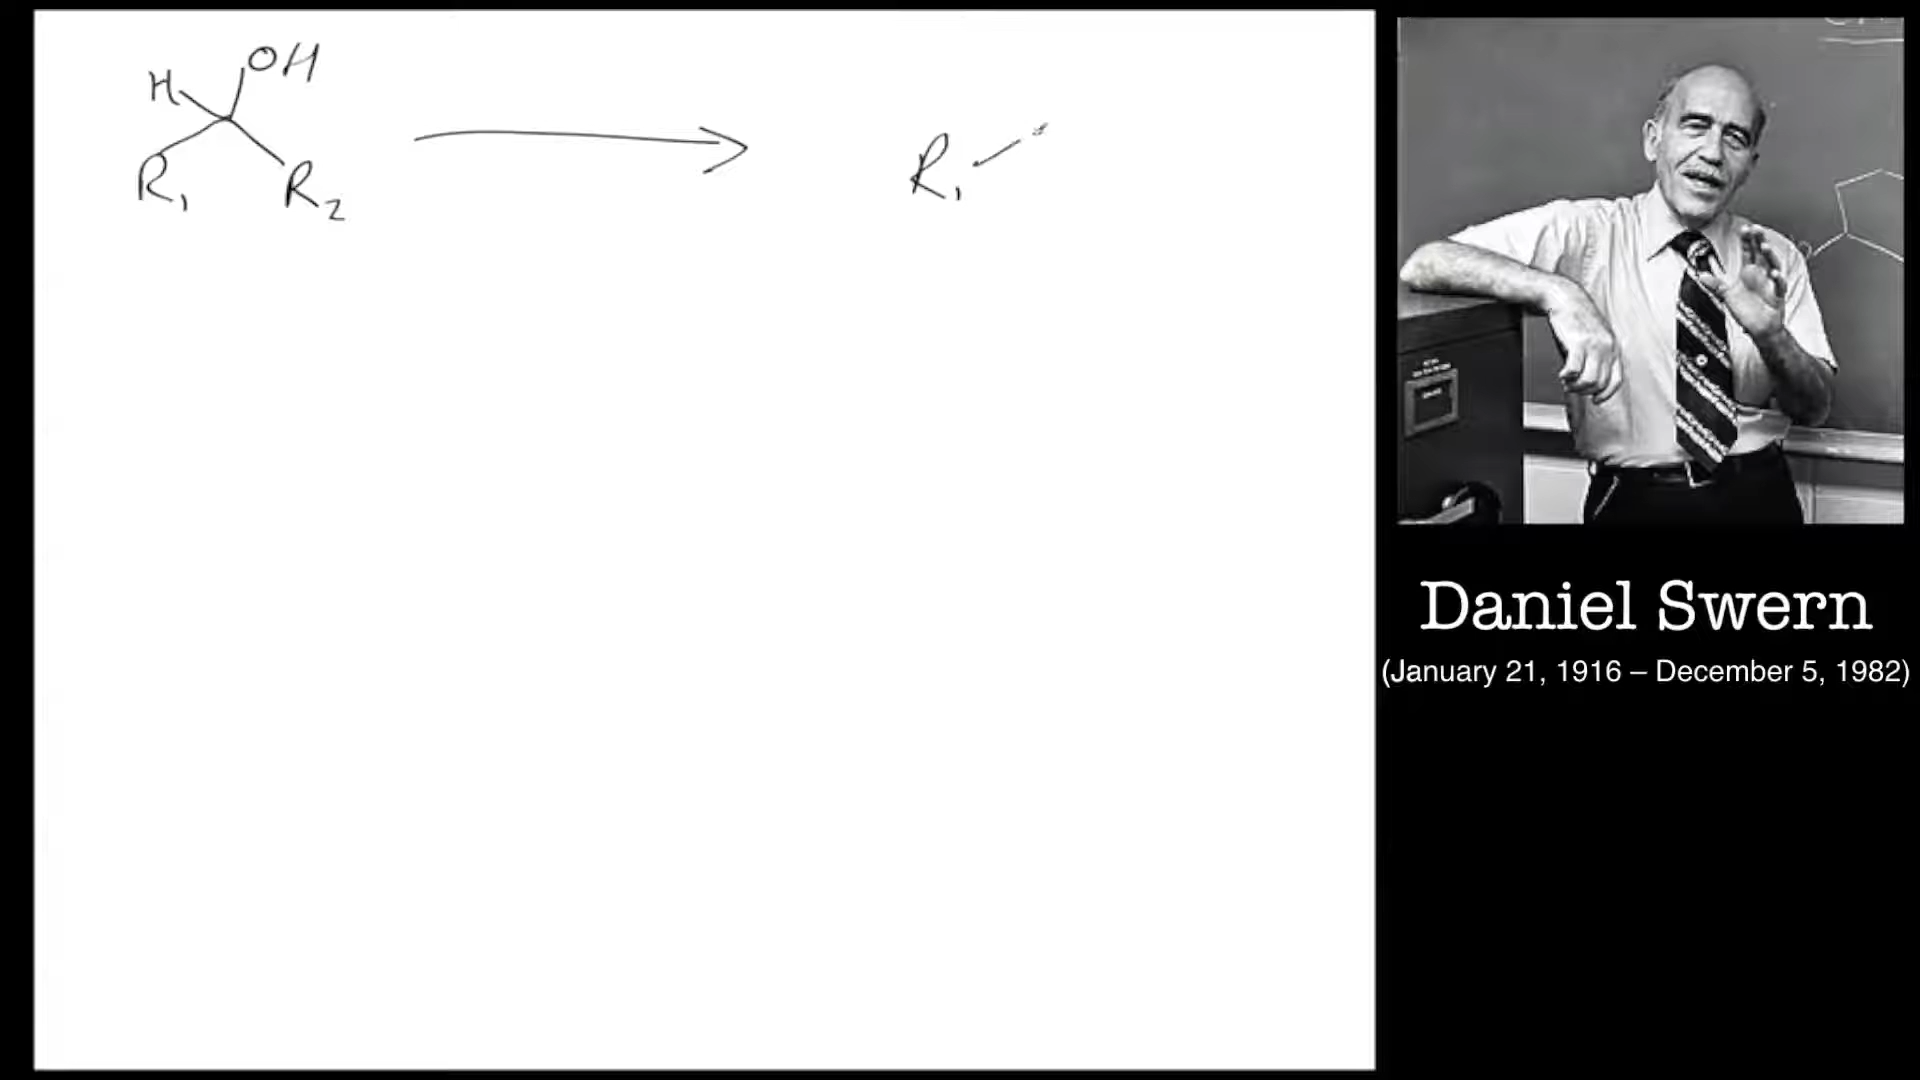 OH
H
R1
R2
R1
Daniel Swern
(January 21, 1916 – December 5, 1982)